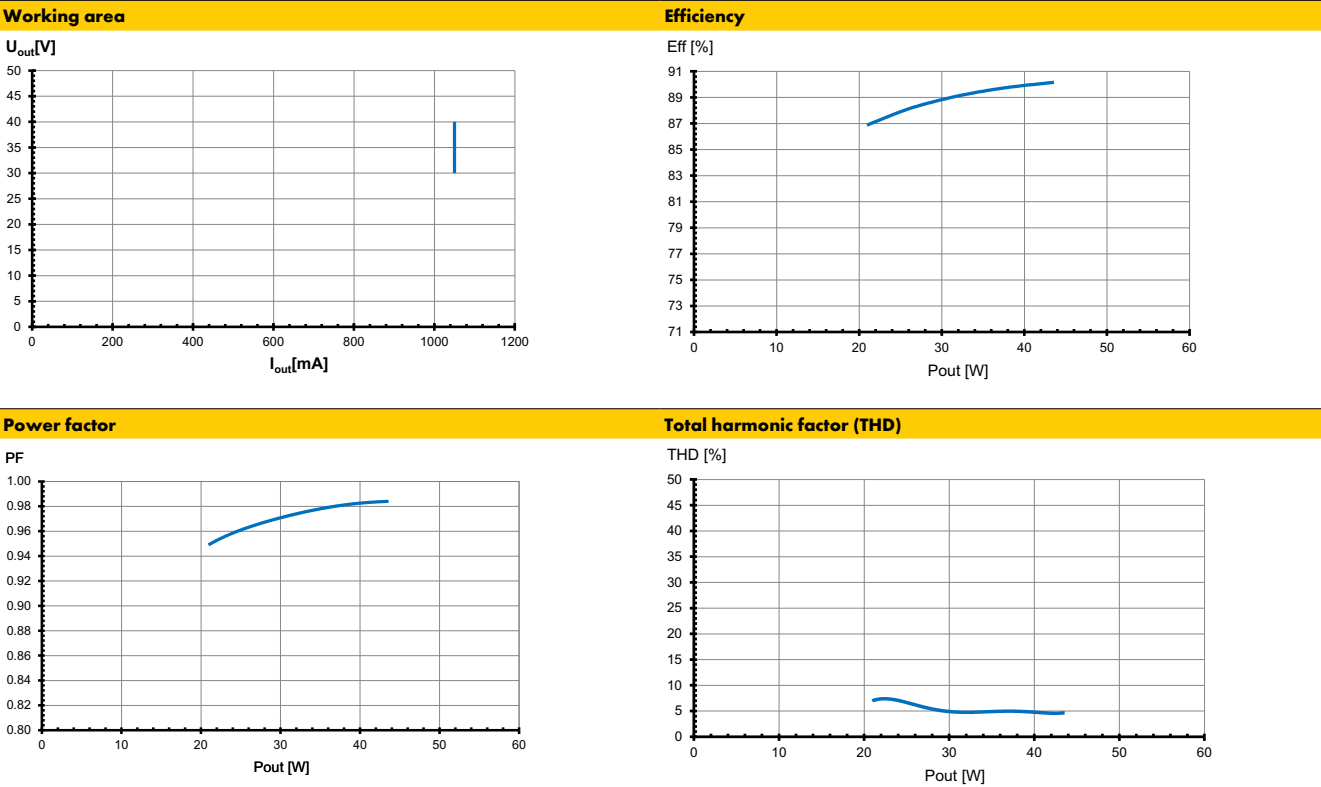 Working area
U_out[V]
50
45
40
35
30
25
20
15
10
5
0
0 200 400 600 800 1000 1200
I_out[mA]
Efficiency
Eff [%]
91
89
87
85
83
81
79
77
75
73
71
0 10 20 30 40 50 60
Pout [W]
Power factor
PF
1.00
0.98
0.96
0.94
0.92
0.90
0.88
0.86
0.84
0.82
0.80
0 10 20 30 40 50 60
Pout [W]
Total harmonic factor (THD)
THD [%]
50
45
40
35
30
25
20
15
10
5
0
0 10 20 30 40 50 60
Pout [W]